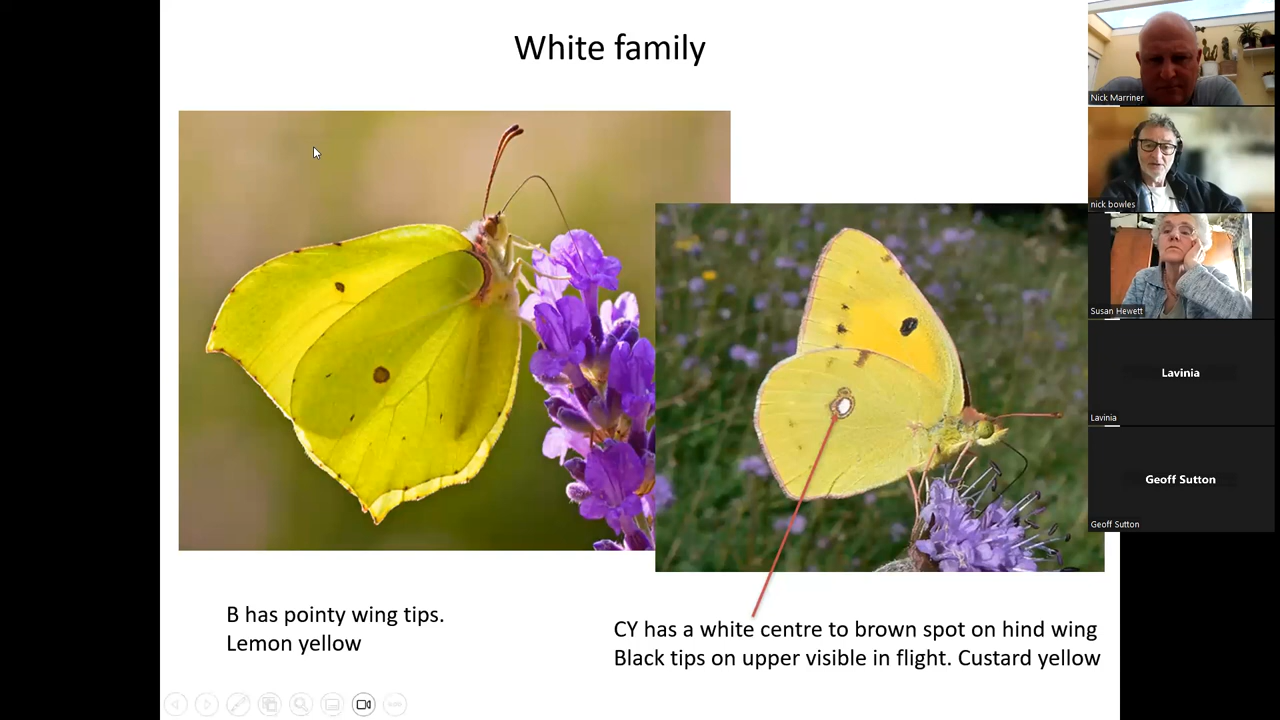 White family
B has pointy wing tips.
Lemon yellow
CY has a white centre to brown spot on hind wing
Black tips on upper visible in flight. Custard yellow
Nick Marriner
nick bowles
Susan Hewett
Lavinia
Lavinia
Geoff Sutton
Geoff Sutton